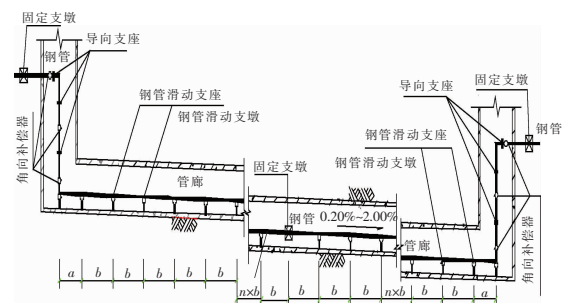 固定支墩
导向支座
钢管
钢管滑动支座
钢管滑动支墩
角向补偿器
管廊
固定支墩
钢管
0.20%~2.00%
导向支座
固定支墩
钢管
钢管滑动支座
钢管滑动支墩
管廊
角向补偿器
a b b b b b n×b b b b b n×b b b a